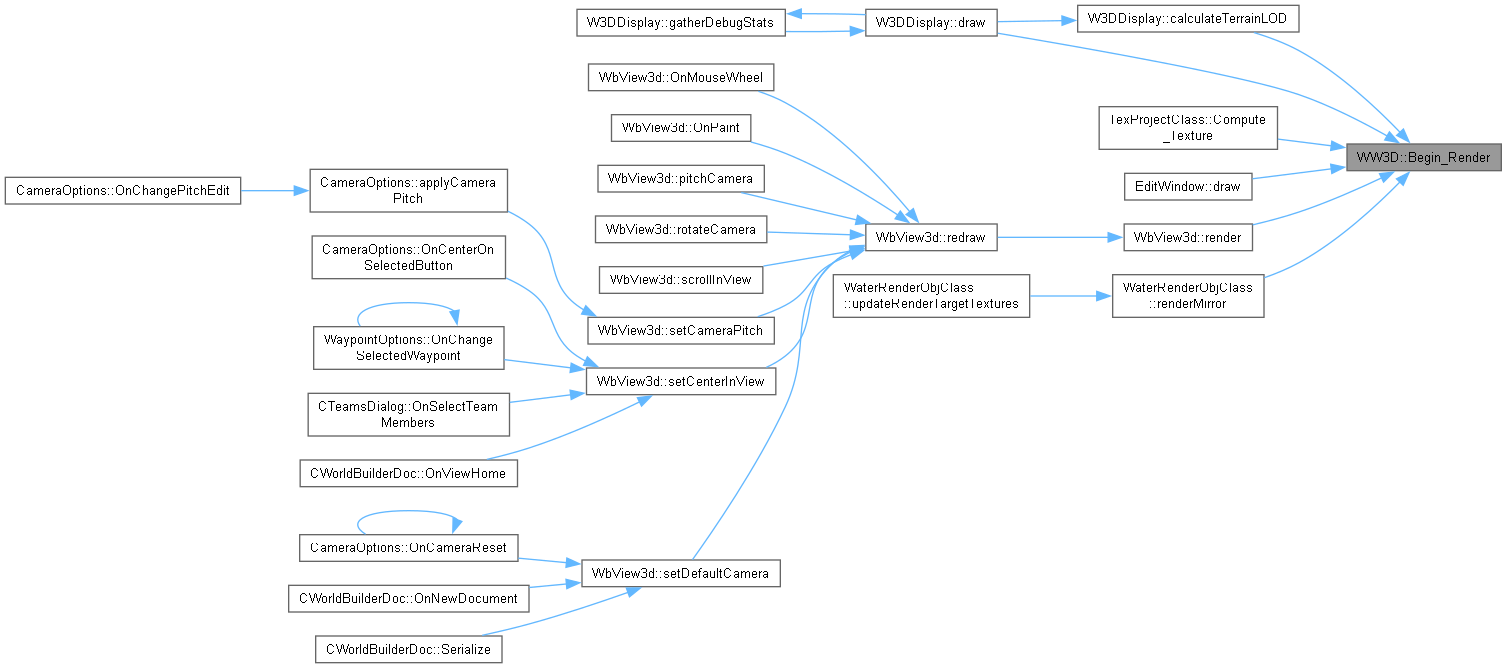 W3DDisplay::gatherDebugStats
W3DDisplay::draw
W3DDisplay::calculateTerrainLOD
WbView3d::OnMouseWheel
WbView3d::OnPaint
TexProjectClass::Compute
_Texture
WW3D::Begin_Render
CameraOptions::OnChangePitchEdit
CameraOptions::applyCamera
Pitch
WbView3d::pitchCamera
EditWindow::draw
WbView3d::rotateCamera
WbView3d::redraw
WbView3d::render
CameraOptions::OnCenterOn
SelectedButton
WbView3d::scrollInView
WaterRenderObjClass
::updateRenderTargetTextures
WaterRenderObjClass
::renderMirror
WbView3d::setCameraPitch
WaypointOptions::OnChange
SelectedWaypoint
WbView3d::setCenterInView
CTeamsDialog::OnSelectTeam
Members
CWorldBuilderDoc::OnViewHome
CameraOptions::OnCameraReset
WbView3d::setDefaultCamera
CWorldBuilderDoc::OnNewDocument
CWorldBuilderDoc::Serialize